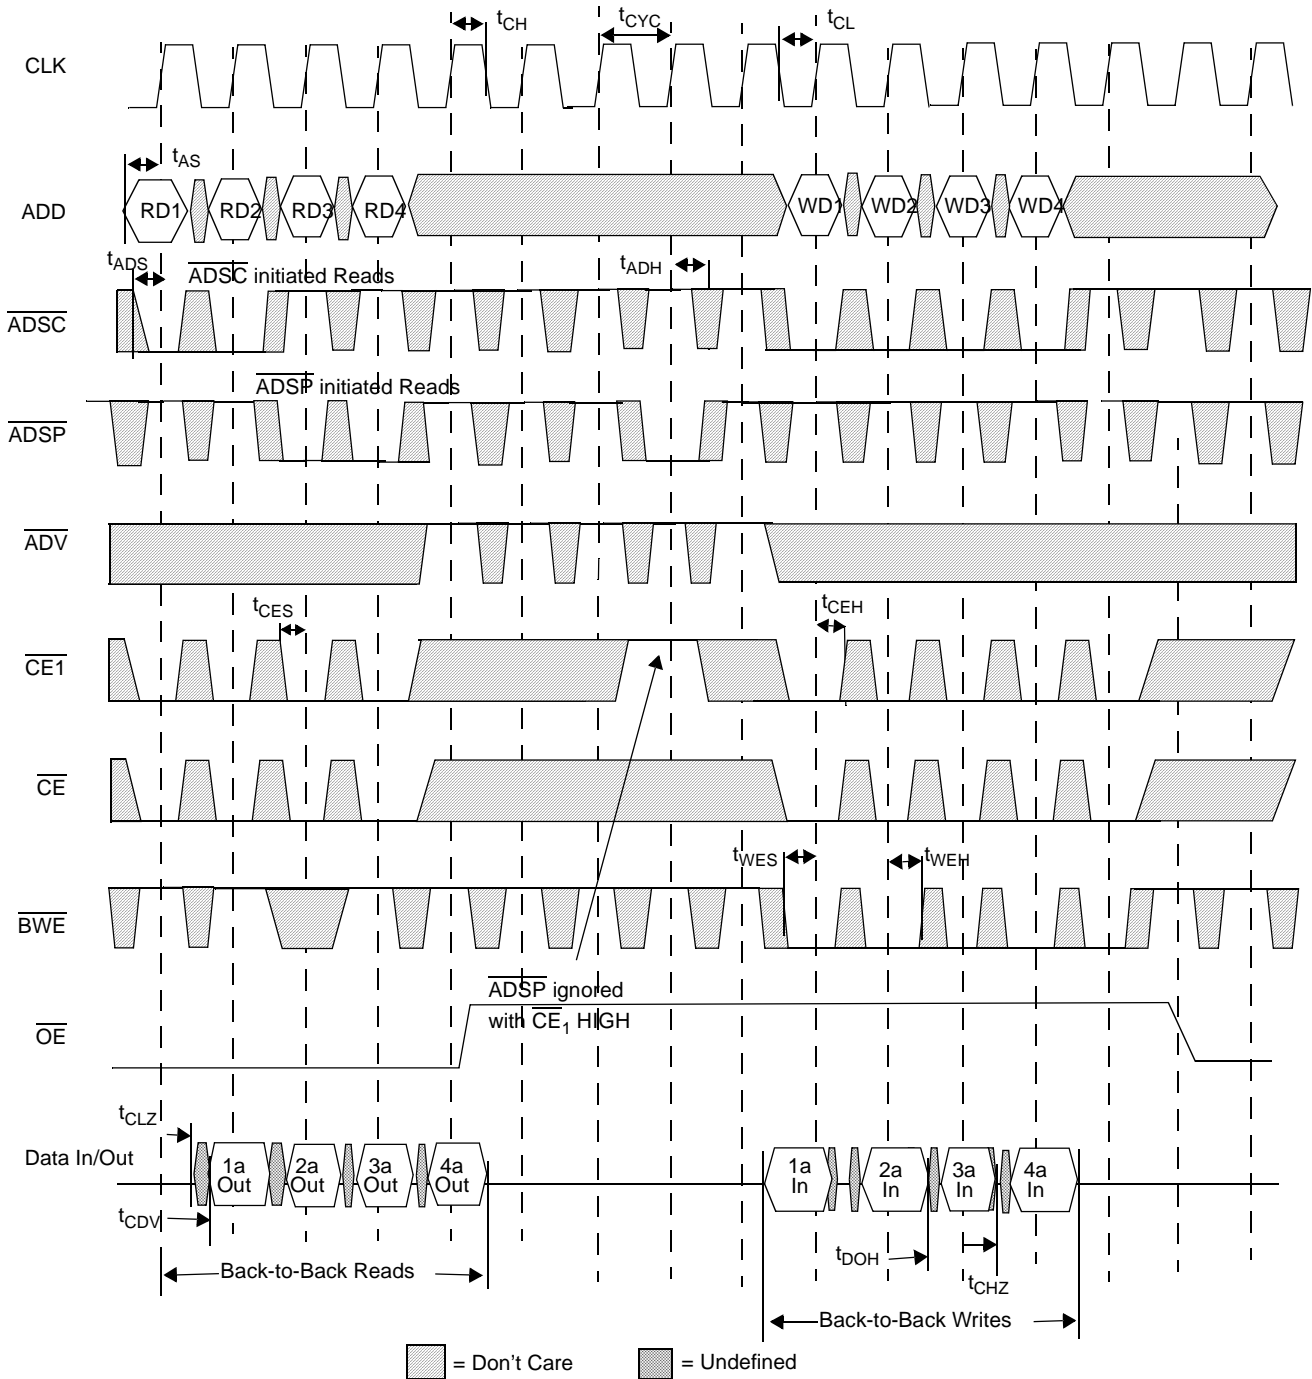 tCH
tCYC
tCL
CLK
tAS
ADD
RD1
RD2
RD3
RD4
WD1
WD2
WD3
WD4
tADS
ADSC initiated Reads
tADH
ADSC
ADSP initiated Reads
ADSP
ADV
tCES
tCEH
CE1
CE
tWES
tWEH
BWE
ADSP ignored
with CE1 HIGH
OE
tCLZ
Data In/Out
1a
Out
2a
Out
3a
Out
4a
Out
1a
In
2a
In
3a
In
4a
In
tCDV
tDOH
Back-to-Back Reads
tCHZ
Back-to-Back Writes
= Don't Care
= Undefined